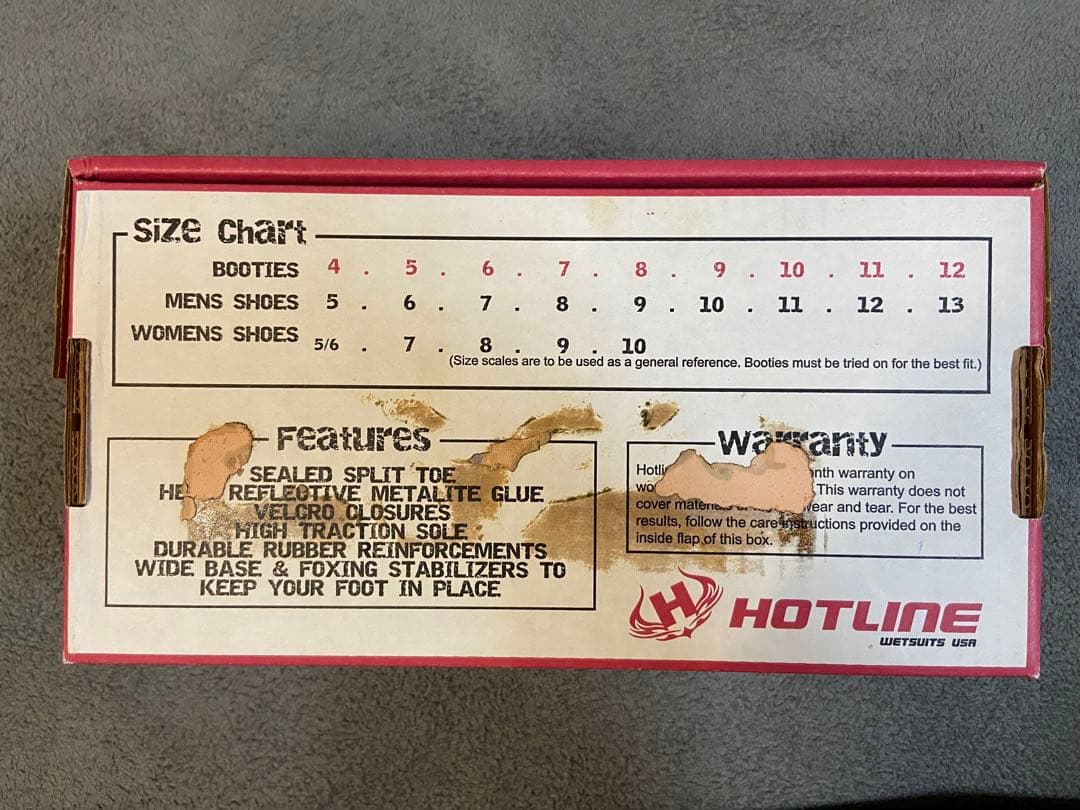 Size Chart
BOOTIES 4 . 5 . 6 . 7 . 8 . 9 . 10 . 11 . 12
MENS SHOES 5 . 6 . 7 . 8 . 9 . 10 . 11 . 12 . 13
WOMENS SHOES 5/6 . 7 . 8 . 9 . 10
(Size scales are to be used as a general reference. Booties must be tried on for the best fit.)
Features
SEALED SPLIT TOE
REFLECTIVE METALITE GLUE
VELCRO CLOSURES
HIGH TRACTION SOLE
DURABLE RUBBER REINFORCEMENTS
WIDE BASE & FOXING STABILIZERS TO
KEEP YOUR FOOT IN PLACE
Warranty
warranty on
This warranty does not
cover wear and tear. For the best
results, follow the care instructions provided on the
inside flap of this box.
H
HOTLINE
WETSUITS USA